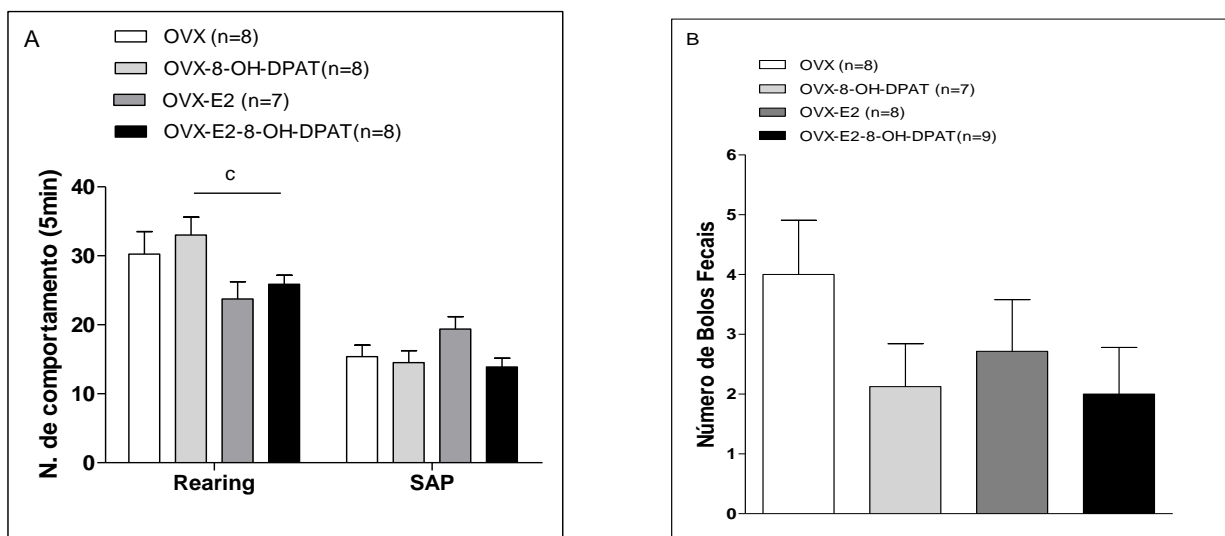 A
OVX (n=8)
OVX-8-OH-DPAT(n=8)
OVX-E2 (n=7)
OVX-E2-8-OH-DPAT(n=8)
N. de comportamento (5min)
40
30
20
10
0
c
Rearing
SAP
B
OVX (n=8)
OVX-8-OH-DPAT (n=7)
OVX-E2 (n=8)
OVX-E2-8-OH-DPAT(n=9)
Número de Bolos Fecais
6
5
4
3
2
1
0